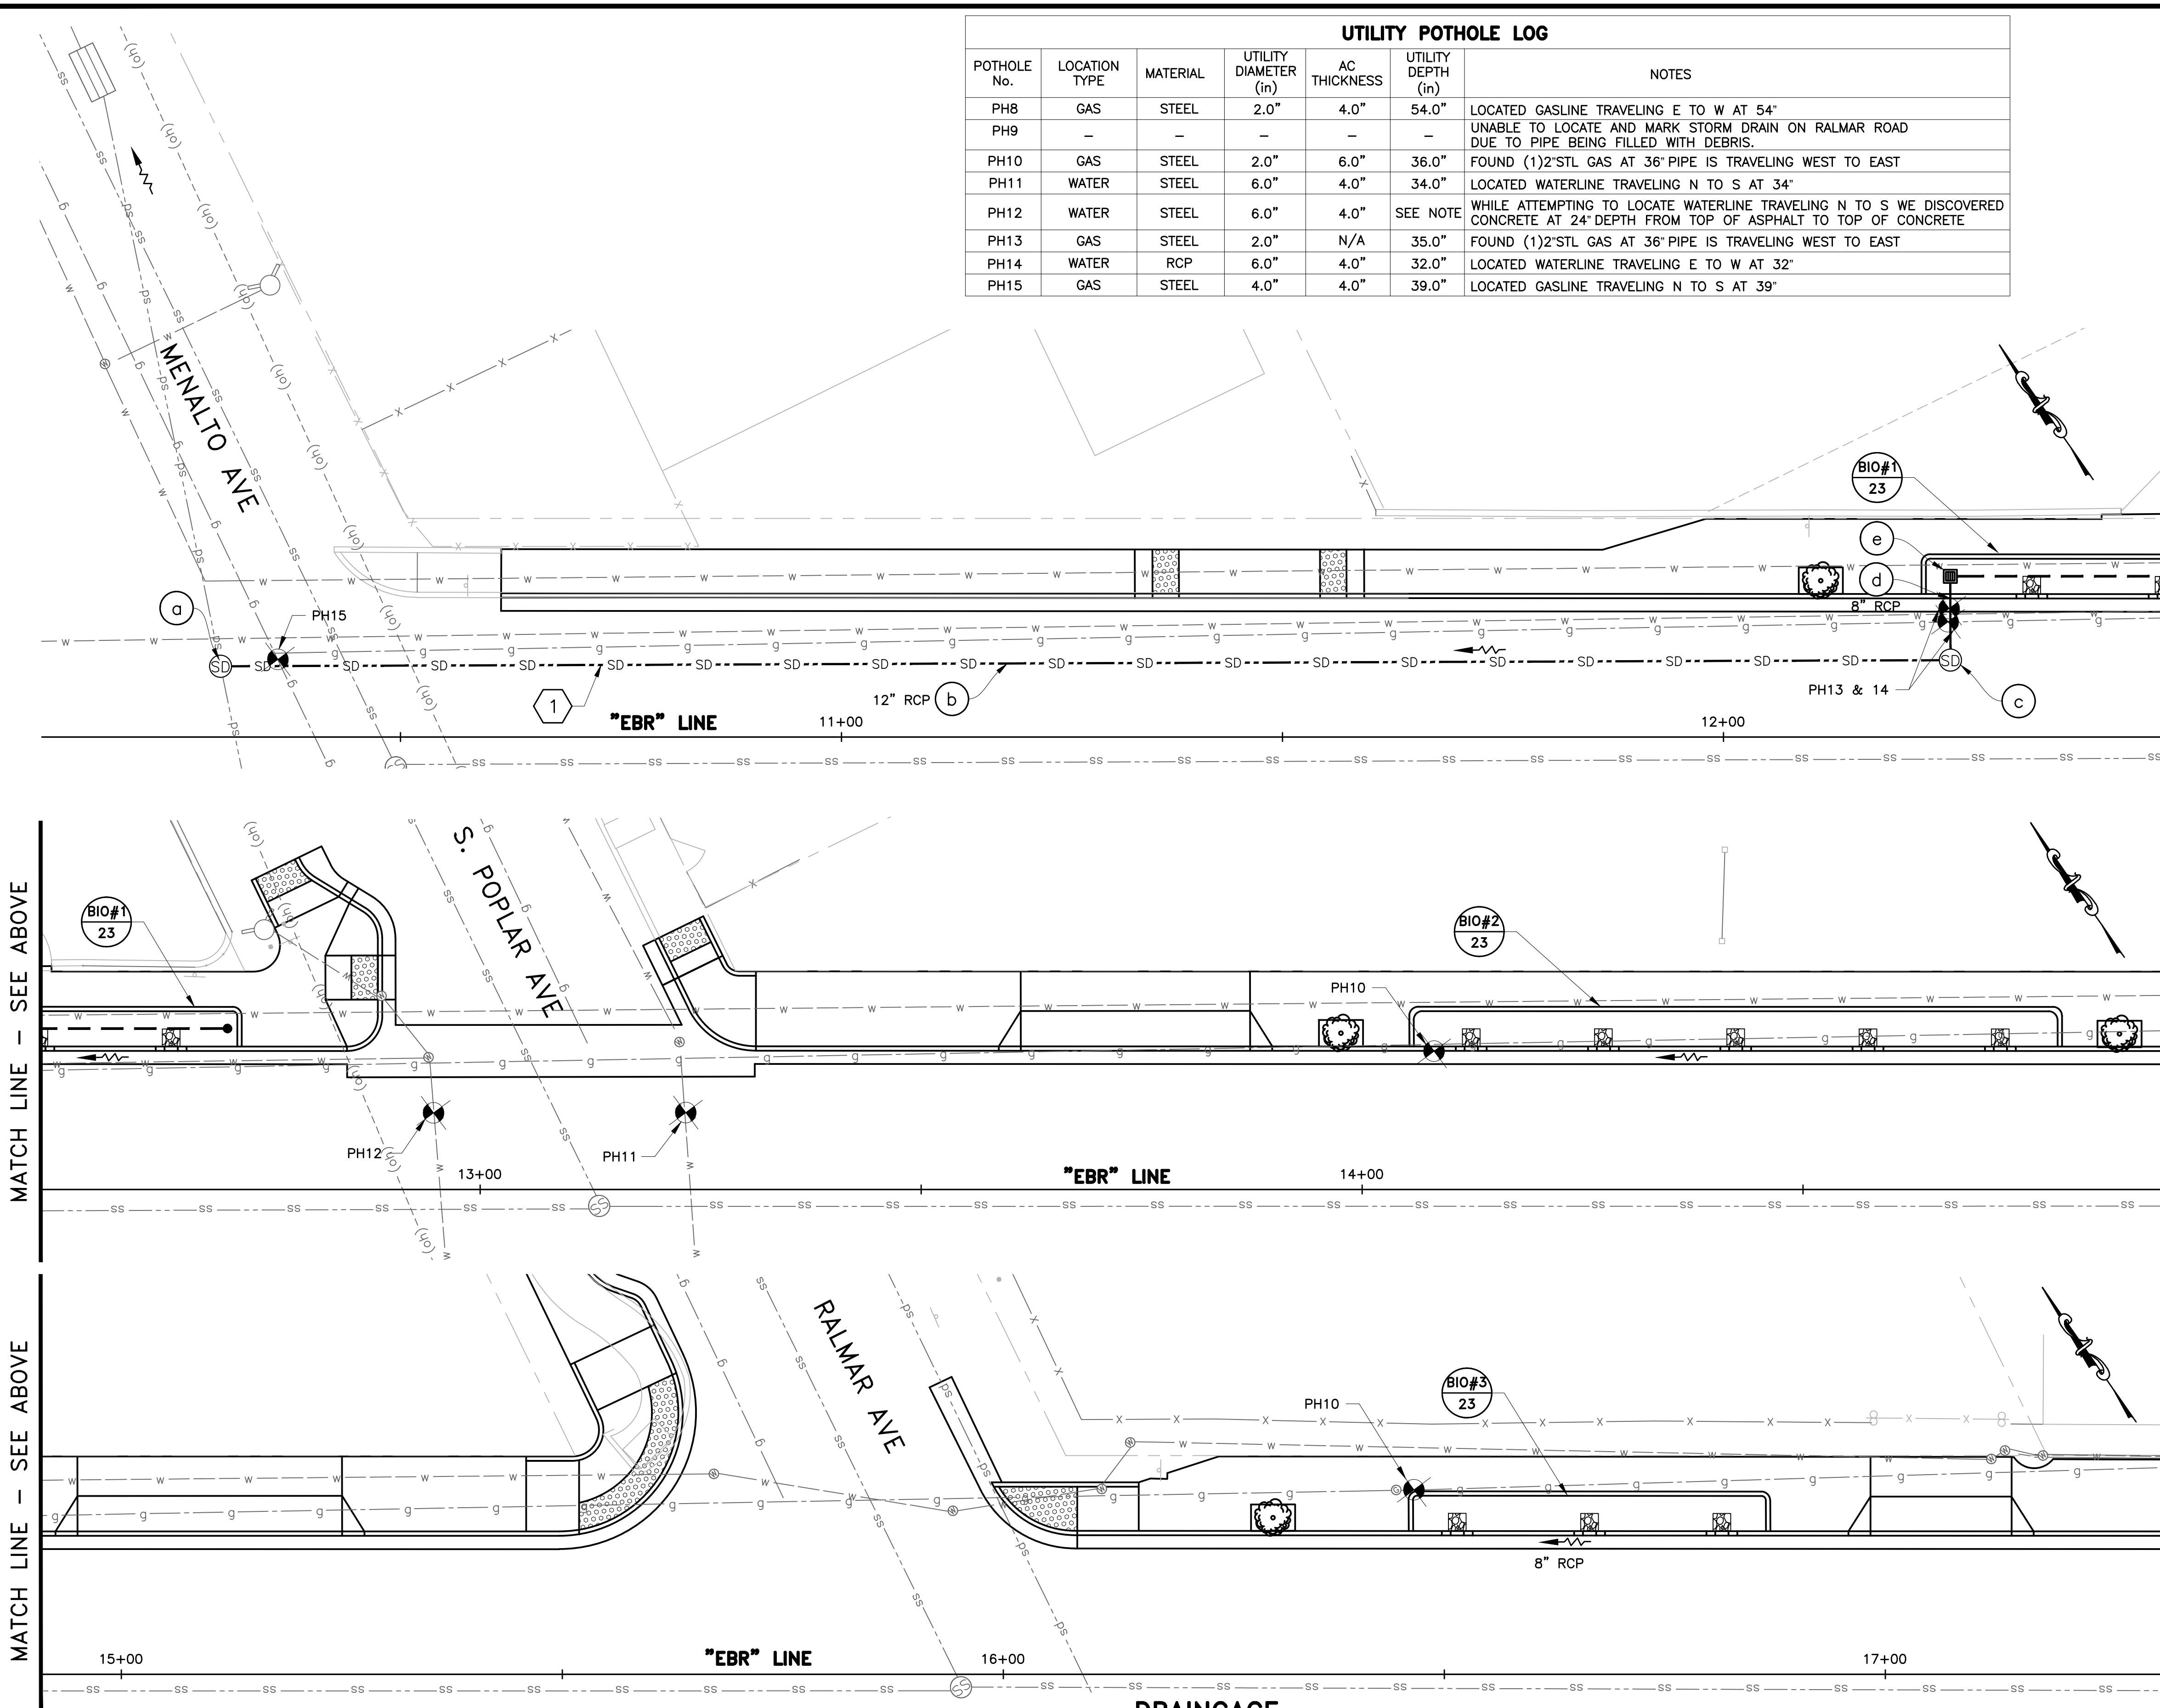 UTILITY POTHOLE LOG
POTHOLE No. LOCATION TYPE MATERIAL UTILITY DIAMETER (in) AC THICKNESS UTILITY DEPTH (in) NOTES
PH8 GAS STEEL 2.0" 4.0" 54.0" LOCATED GASLINE TRAVELING E TO W AT 54"
PH9 – – – – – UNABLE TO LOCATE AND MARK STORM DRAIN ON RALMAR ROAD
DUE TO PIPE BEING FILLED WITH DEBRIS.
PH10 GAS STEEL 2.0" 6.0" 36.0" FOUND (1)2"STL GAS AT 36" PIPE IS TRAVELING WEST TO EAST
PH11 WATER STEEL 6.0" 4.0" 34.0" LOCATED WATERLINE TRAVELING N TO S AT 34"
PH12 WATER STEEL 6.0" 4.0" SEE NOTE WHILE ATTEMPTING TO LOCATE WATERLINE TRAVELING N TO S WE DISCOVERED
CONCRETE AT 24" DEPTH FROM TOP OF ASPHALT TO TOP OF CONCRETE
PH13 GAS STEEL 2.0" N/A 35.0" FOUND (1)2"STL GAS AT 36" PIPE IS TRAVELING WEST TO EAST
PH14 WATER RCP 6.0" 4.0" 32.0" LOCATED WATERLINE TRAVELING E TO W AT 32"
PH15 GAS STEEL 4.0" 4.0" 39.0" LOCATED GASLINE TRAVELING N TO S AT 39"
MENALTO AVE
BIO#1
23
e
d
8" RCP
a
PH15
PH13 & 14
c
1
12" RCP b
"EBR" LINE
11+00
12+00
MATCH LINE – SEE ABOVE
BIO#1
23
S. POPLAR AVE
BIO#2
23
PH10
PH12
PH11
13+00
"EBR" LINE
14+00
MATCH LINE – SEE ABOVE
RALMAR AVE
BIO#3
23
PH10
8" RCP
15+00
"EBR" LINE
16+00
17+00